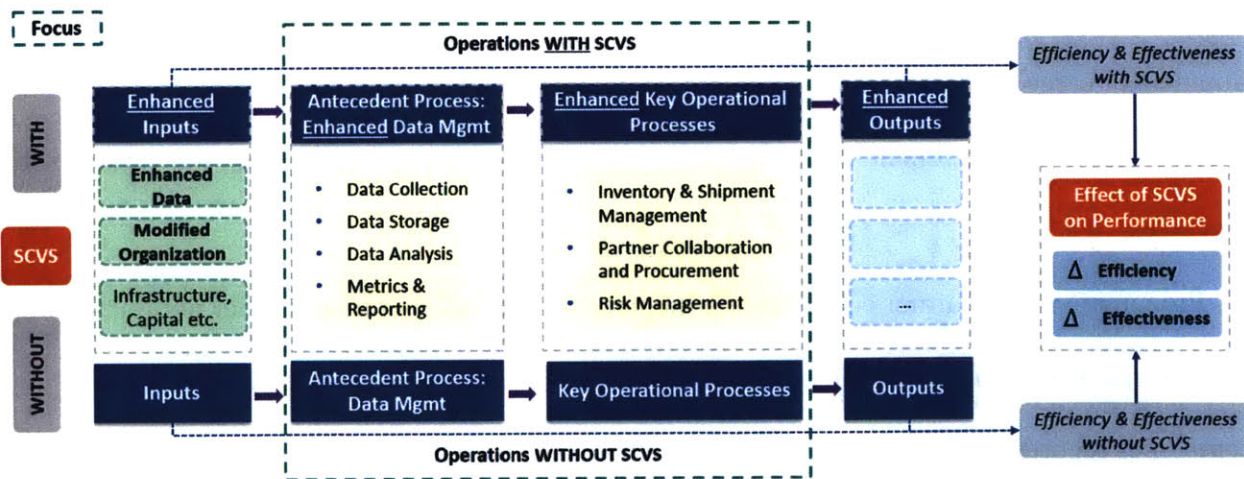 Focus
Operations WITH SCVS
Efficiency & Effectiveness
with SCVS
WITH
SCVS
WITHOUT
Enhanced
Inputs
Antecedent Process:
Enhanced Data Mgmt
Enhanced Key Operational
Processes
Enhanced
Outputs
Enhanced
Data
Modified
Organization
Infrastructure,
Capital etc.
• Data Collection
• Data Storage
• Data Analysis
• Metrics &
Reporting
• Inventory & Shipment
Management
• Partner Collaboration
and Procurement
• Risk Management
...
Effect of SCVS
on Performance
Δ Efficiency
Δ Effectiveness
Inputs
Antecedent Process:
Data Mgmt
Key Operational Processes
Outputs
Efficiency & Effectiveness
without SCVS
Operations WITHOUT SCVS